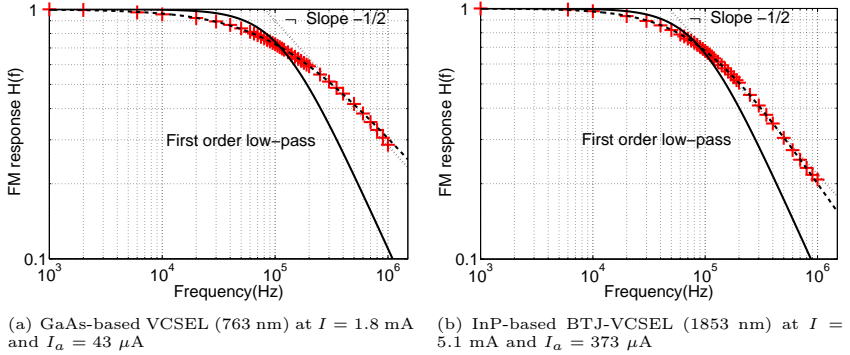 1
0.1
FM response H(f)
¬ Slope −1/2
First order low−pass
10^3 10^4 10^5 10^6
Frequency(Hz)
(a) GaAs-based VCSEL (763 nm) at I = 1.8 mA
and I_a = 43 μA
1
0.1
FM response H(f)
¬ Slope −1/2
First order low−pass
10^3 10^4 10^5 10^6
Frequency(Hz)
(b) InP-based BTJ-VCSEL (1853 nm) at I =
5.1 mA and I_a = 373 μA